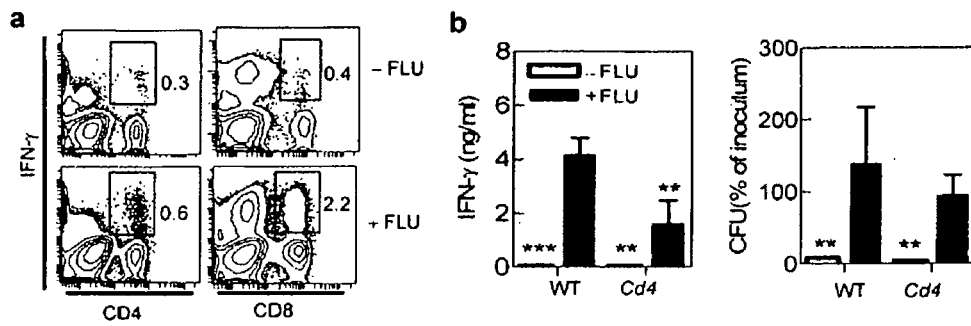 a
IFN-γ
0.3
0.4
– FLU
0.6
2.2
+ FLU
CD4
CD8
b
IFN-γ (ng/ml)
8
6
4
2
0
– FLU
+ FLU
***
**
**
WT
Cd4
CFU(% of inoculum)
300
200
100
0
**
**
WT
Cd4